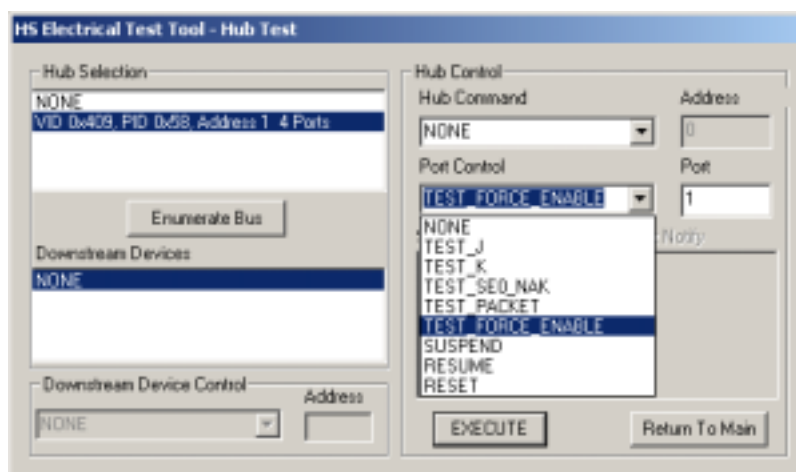 HS Electrical Test Tool - Hub Test
Hub Selection
NONE
VID 0x409, PID 0x58, Address 1 4 Ports
Enumerate Bus
Downstream Devices
NONE
Downstream Device Control
Address
NONE
Hub Control
Hub Command
Address
NONE
0
Port Control
Port
TEST_FORCE_ENABLE
1
Notify
NONE
TEST_J
TEST_K
TEST_SE0_NAK
TEST_PACKET
TEST_FORCE_ENABLE
SUSPEND
RESUME
RESET
EXECUTE
Return To Main